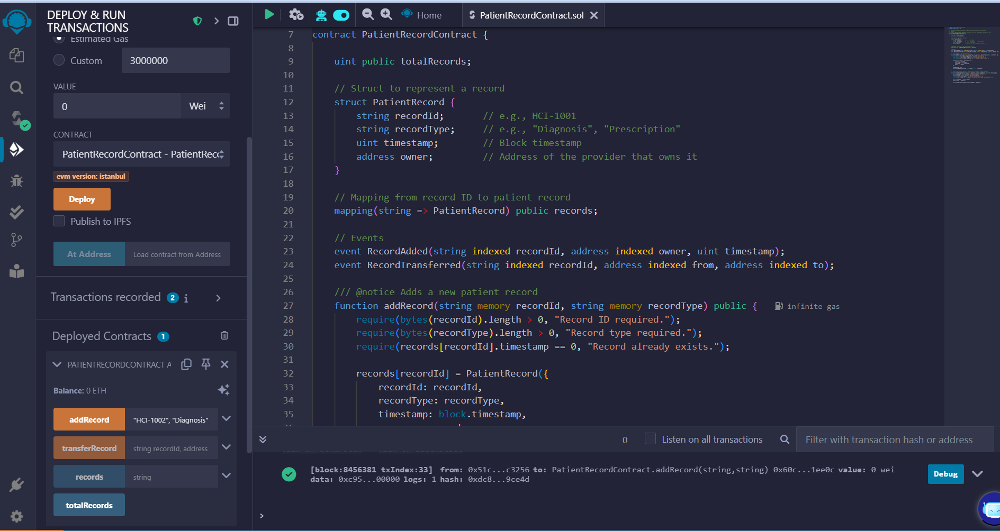 DEPLOY & RUN
TRANSACTIONS
Estimated Gas
Custom
3000000
VALUE
0
Wei
CONTRACT
PatientRecordContract - PatientRec
evm version: istanbul
Deploy
Publish to IPFS
At Address
Load contract from Address
Transactions recorded 2 i
Deployed Contracts 1
PATIENTRECORDCONTRACT A
Balance: 0 ETH
addRecord
"HCI-1002", "Diagnosis"
transferRecord
string recordId, address
records
string
totalRecords
Home
PatientRecordContract.sol
7 contract PatientRecordContract {
8
9 uint public totalRecords;
10
11 // Struct to represent a record
12 struct PatientRecord {
13 string recordId; // e.g., HCI-1001
14 string recordType; // e.g., "Diagnosis", "Prescription"
15 uint timestamp; // Block timestamp
16 address owner; // Address of the provider that owns it
17 }
18
19 // Mapping from record ID to patient record
20 mapping(string => PatientRecord) public records;
21
22 // Events
23 event RecordAdded(string indexed recordId, address indexed owner, uint timestamp);
24 event RecordTransferred(string indexed recordId, address indexed from, address indexed to);
25
26 /// @notice Adds a new patient record
27 function addRecord(string memory recordId, string memory recordType) public { infinite gas
28 require(bytes(recordId).length > 0, "Record ID required.");
29 require(bytes(recordType).length > 0, "Record type required.");
30 require(records[recordId].timestamp == 0, "Record already exists.");
31
32 records[recordId] = PatientRecord({
33 recordId: recordId,
34 recordType: recordType,
35 timestamp: block.timestamp,
0
Listen on all transactions
Filter with transaction hash or address
[block:8456381 txIndex:33] from: 0x51c...c3256 to: PatientRecordContract.addRecord(string,string) 0x60c...1ee0c value: 0 wei
data: 0xc95...00000 logs: 1 hash: 0xdc8...9ce4d
Debug
>